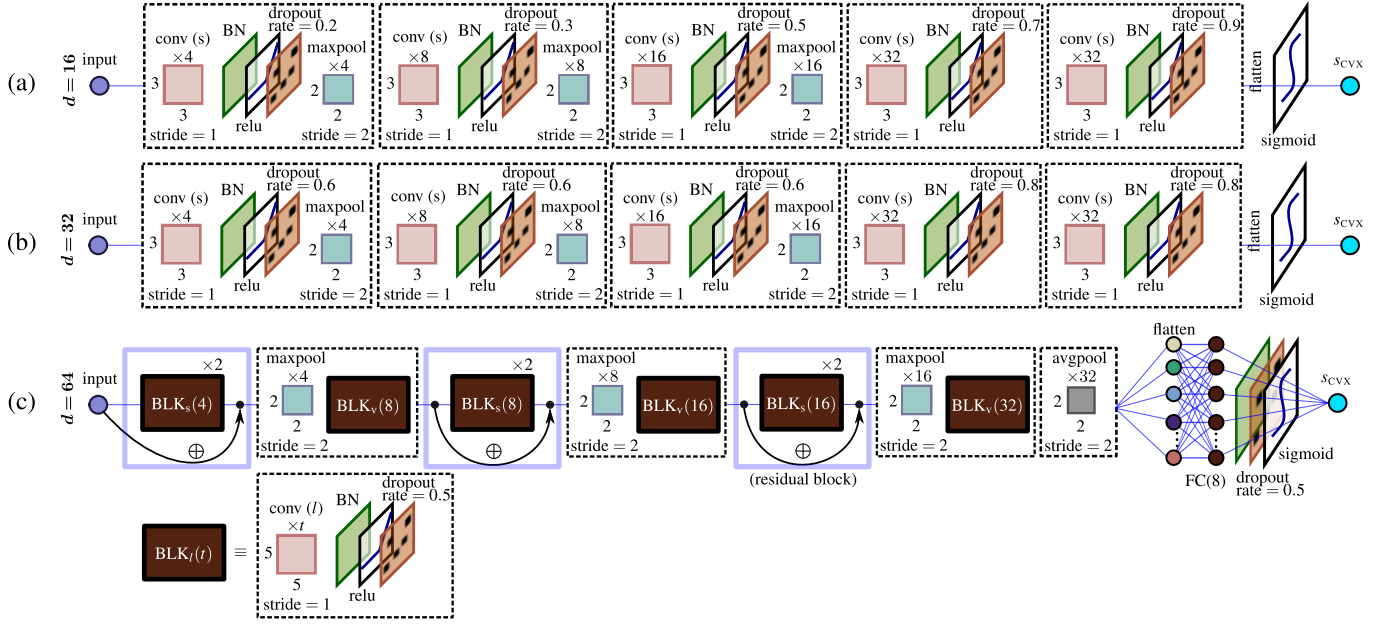 (a)
d = 16
input
conv (s)
×4
3
3
stride = 1
BN
relu
dropout
rate = 0.2
maxpool
×4
2
2
stride = 2
conv (s)
×8
3
3
stride = 1
BN
relu
dropout
rate = 0.3
maxpool
×8
2
2
stride = 2
conv (s)
×16
3
3
stride = 1
BN
relu
dropout
rate = 0.5
maxpool
×16
2
2
stride = 2
conv (s)
×32
3
3
stride = 1
BN
relu
dropout
rate = 0.7
conv (s)
×32
3
3
stride = 1
BN
relu
dropout
rate = 0.9
flatten
sigmoid
s_CVX
(b)
d = 32
input
conv (s)
×4
3
3
stride = 1
BN
relu
dropout
rate = 0.6
maxpool
×4
2
2
stride = 2
conv (s)
×8
3
3
stride = 1
BN
relu
dropout
rate = 0.6
maxpool
×8
2
2
stride = 2
conv (s)
×16
3
3
stride = 1
BN
relu
dropout
rate = 0.6
maxpool
×16
2
2
stride = 2
conv (s)
×32
3
3
stride = 1
BN
relu
dropout
rate = 0.8
conv (s)
×32
3
3
stride = 1
BN
relu
dropout
rate = 0.8
flatten
sigmoid
s_CVX
(c)
d = 64
input
×2
BLK_s(4)
⊕
maxpool
×4
2
2
stride = 2
BLK_v(8)
×2
BLK_s(8)
⊕
maxpool
×8
2
2
stride = 2
BLK_v(16)
×2
BLK_s(16)
⊕
(residual block)
maxpool
×16
2
2
stride = 2
BLK_v(32)
avgpool
×32
2
2
stride = 2
flatten
FC(8)
dropout
rate = 0.5
sigmoid
s_CVX
BLK_l(t)
≡
conv (l)
×t
5
5
stride = 1
BN
relu
dropout
rate = 0.5